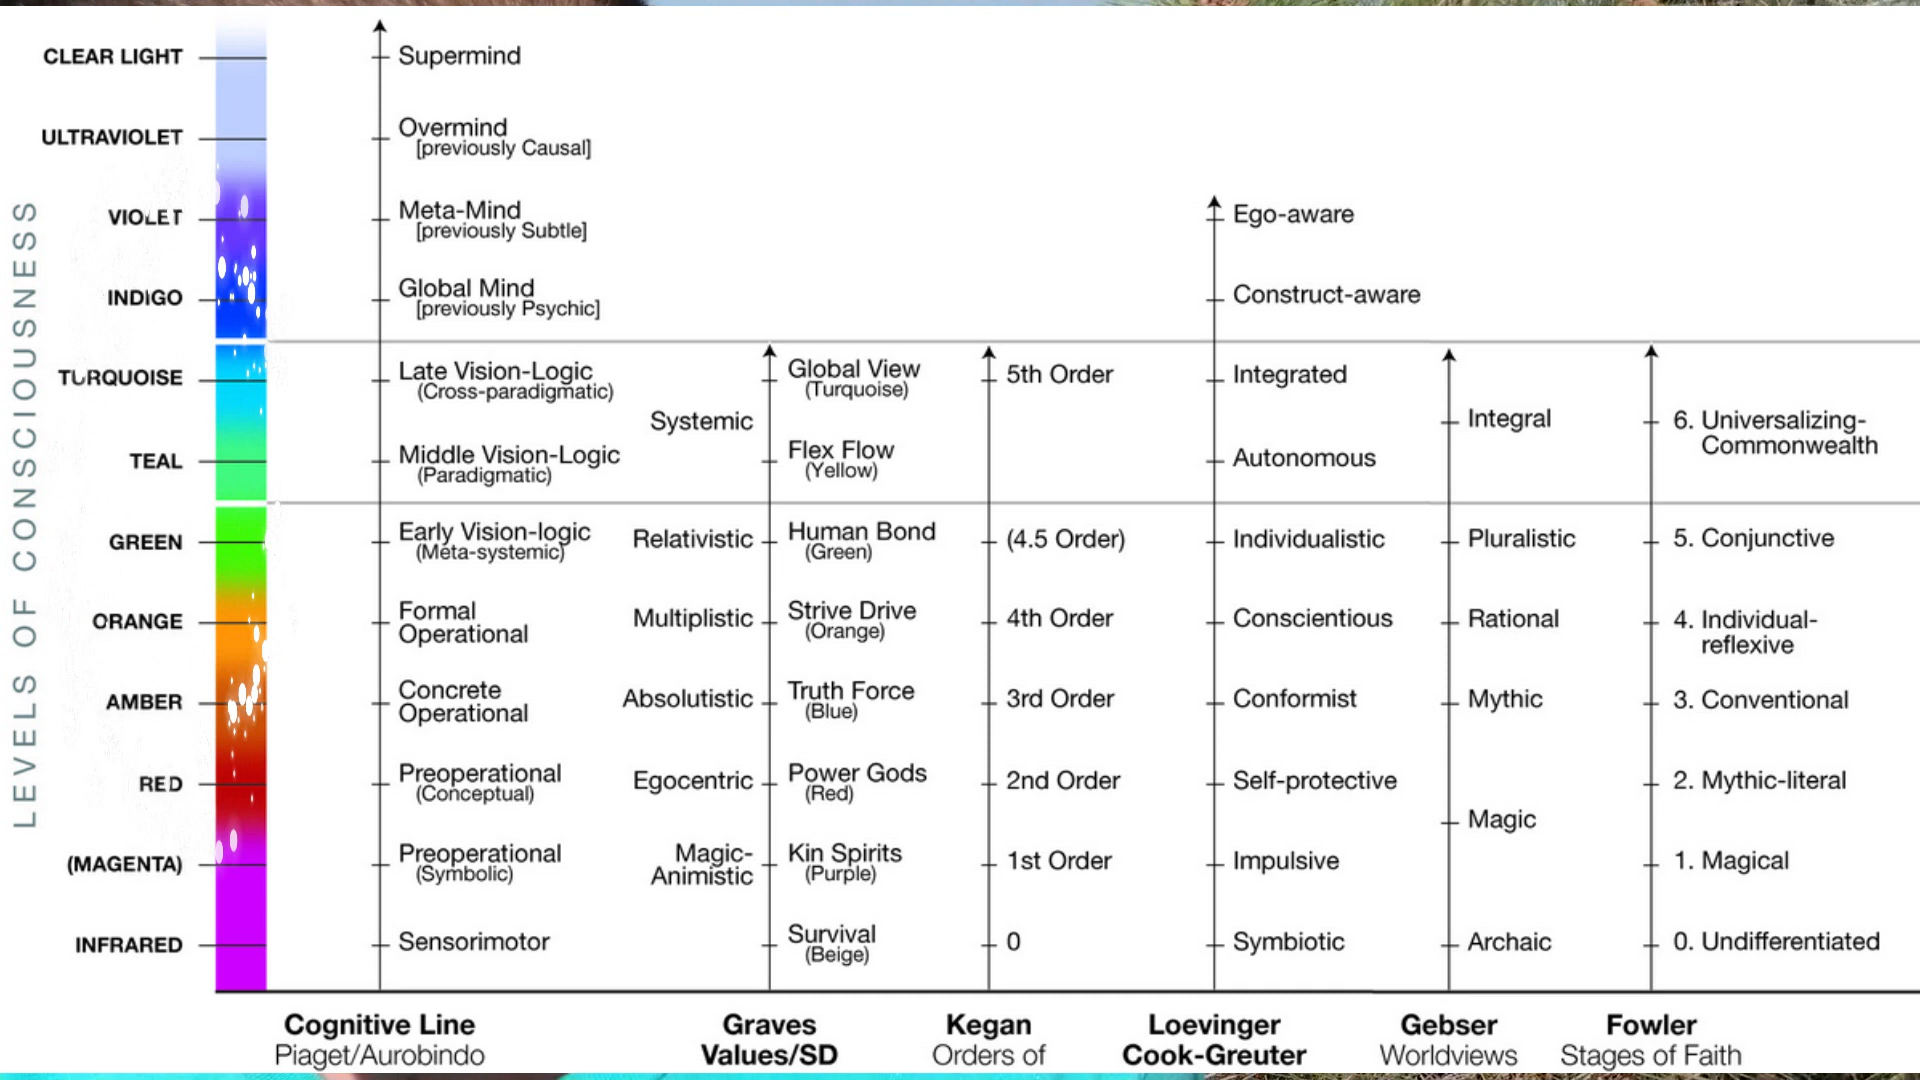 LEVELS OF CONSCIOUSNESS
CLEAR LIGHT
Supermind
ULTRAVIOLET
Overmind
[previously Causal]
VIOLET
Meta-Mind
[previously Subtle]
Ego-aware
INDIGO
Global Mind
[previously Psychic]
Construct-aware
TURQUOISE
Late Vision-Logic
(Cross-paradigmatic)
Systemic
Global View
(Turquoise)
5th Order
Integrated
Integral
6. Universalizing-
Commonwealth
TEAL
Middle Vision-Logic
(Paradigmatic)
Flex Flow
(Yellow)
Autonomous
GREEN
Early Vision-logic
(Meta-systemic)
Relativistic
Human Bond
(Green)
(4.5 Order)
Individualistic
Pluralistic
5. Conjunctive
ORANGE
Formal
Operational
Multiplistic
Strive Drive
(Orange)
4th Order
Conscientious
Rational
4. Individual-
reflexive
AMBER
Concrete
Operational
Absolutistic
Truth Force
(Blue)
3rd Order
Conformist
Mythic
3. Conventional
RED
Preoperational
(Conceptual)
Egocentric
Power Gods
(Red)
2nd Order
Self-protective
Magic
2. Mythic-literal
(MAGENTA)
Preoperational
(Symbolic)
Magic-
Animistic
Kin Spirits
(Purple)
1st Order
Impulsive
1. Magical
INFRARED
Sensorimotor
Survival
(Beige)
0
Symbiotic
Archaic
0. Undifferentiated
Cognitive Line
Piaget/Aurobindo
Graves
Values/SD
Kegan
Orders of
Loevinger
Cook-Greuter
Gebser
Worldviews
Fowler
Stages of Faith